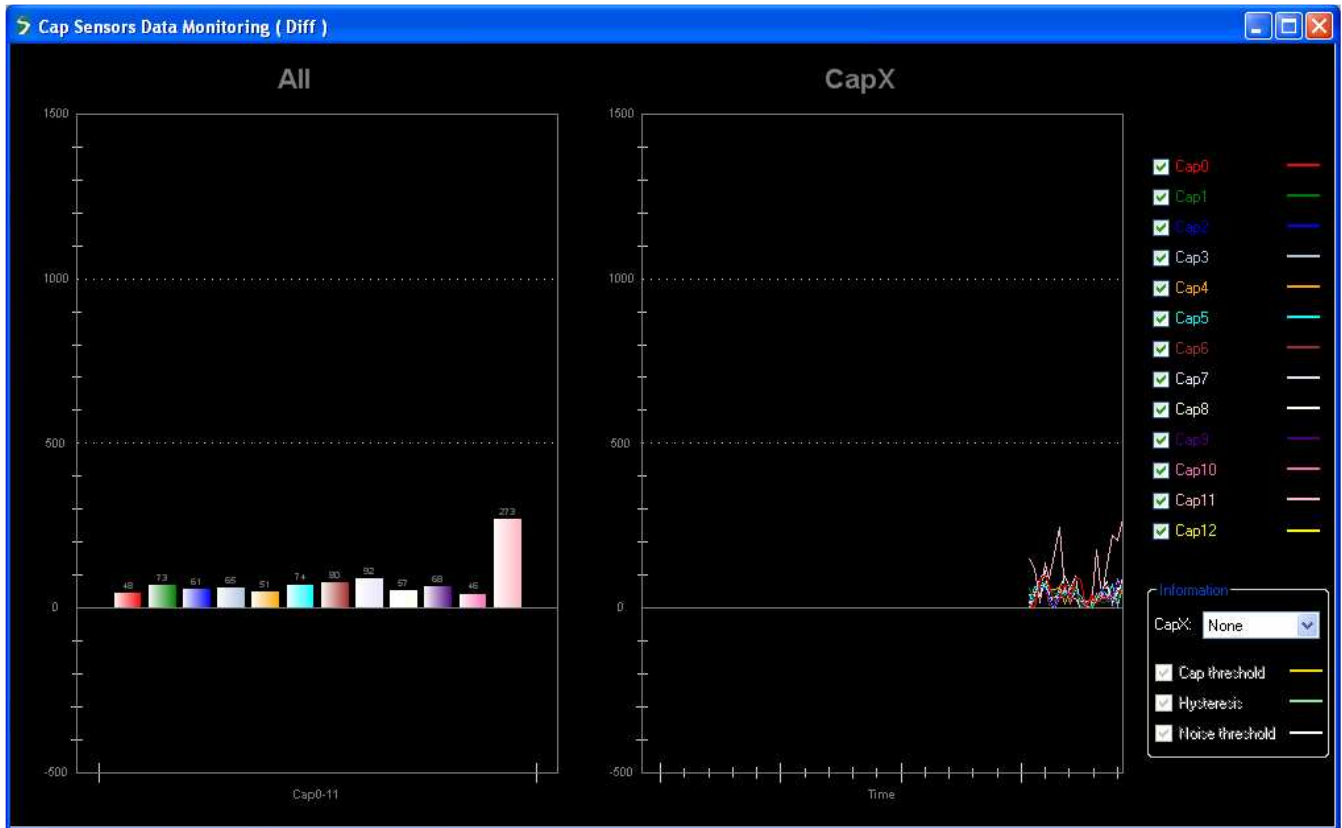 Cap Sensors Data Monitoring ( Diff )
All
1500
1000
500
0
-500
48
73
61
65
51
74
80
92
57
68
46
273
Cap0-11
CapX
1500
1000
500
0
-500
Time
Cap0
Cap1
Cap2
Cap3
Cap4
Cap5
Cap6
Cap7
Cap8
Cap9
Cap10
Cap11
Cap12
Information
CapX: None
Cap threshold
Hysteresis
Noise threshold